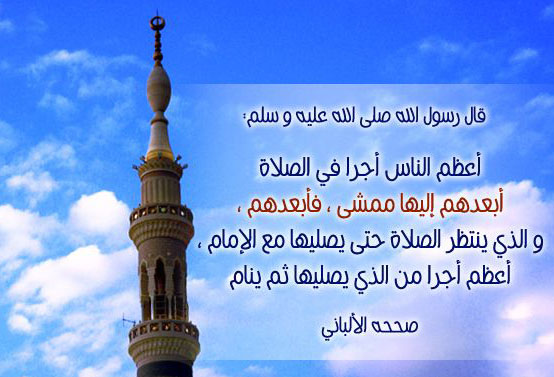 قال رسول الله صلى الله عليه و سلم:
أعظم الناس أجرا في الصلاة
أبعدهم إليها ممشى ، فأبعدهم ،
و الذي ينتظر الصلاة حتى يصليها مع الإمام ،
أعظم أجرا من الذي يصليها ثم ينام
صححه الألباني